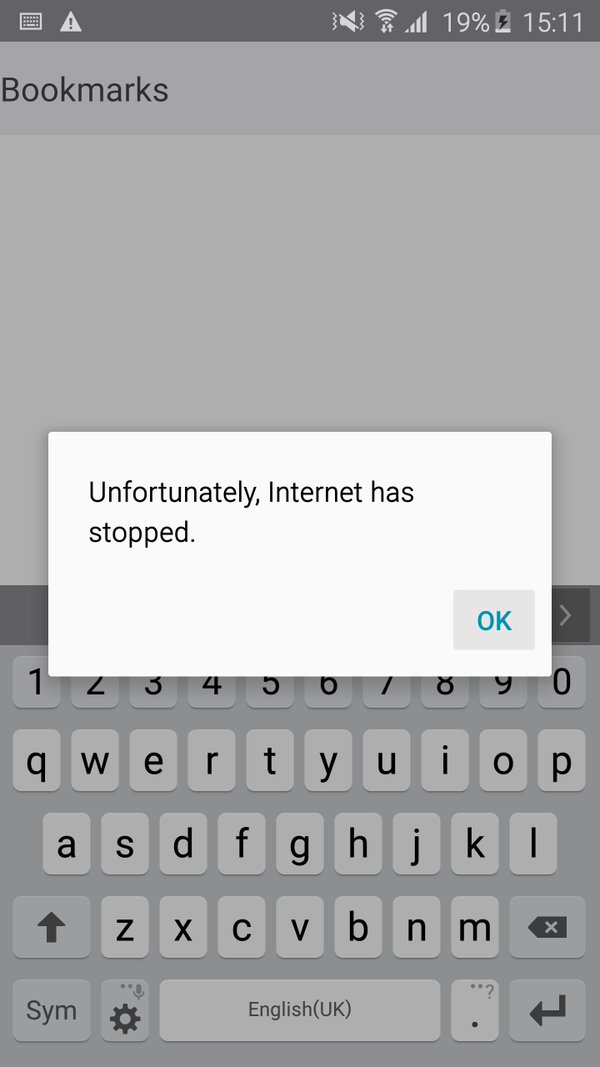 19% 15:11
Bookmarks
Unfortunately, Internet has
stopped.
OK
1 2 3 4 5 6 7 8 9 0
q w e r t y u i o p
a s d f g h j k l
z x c v b n m
Sym English(UK) . ?